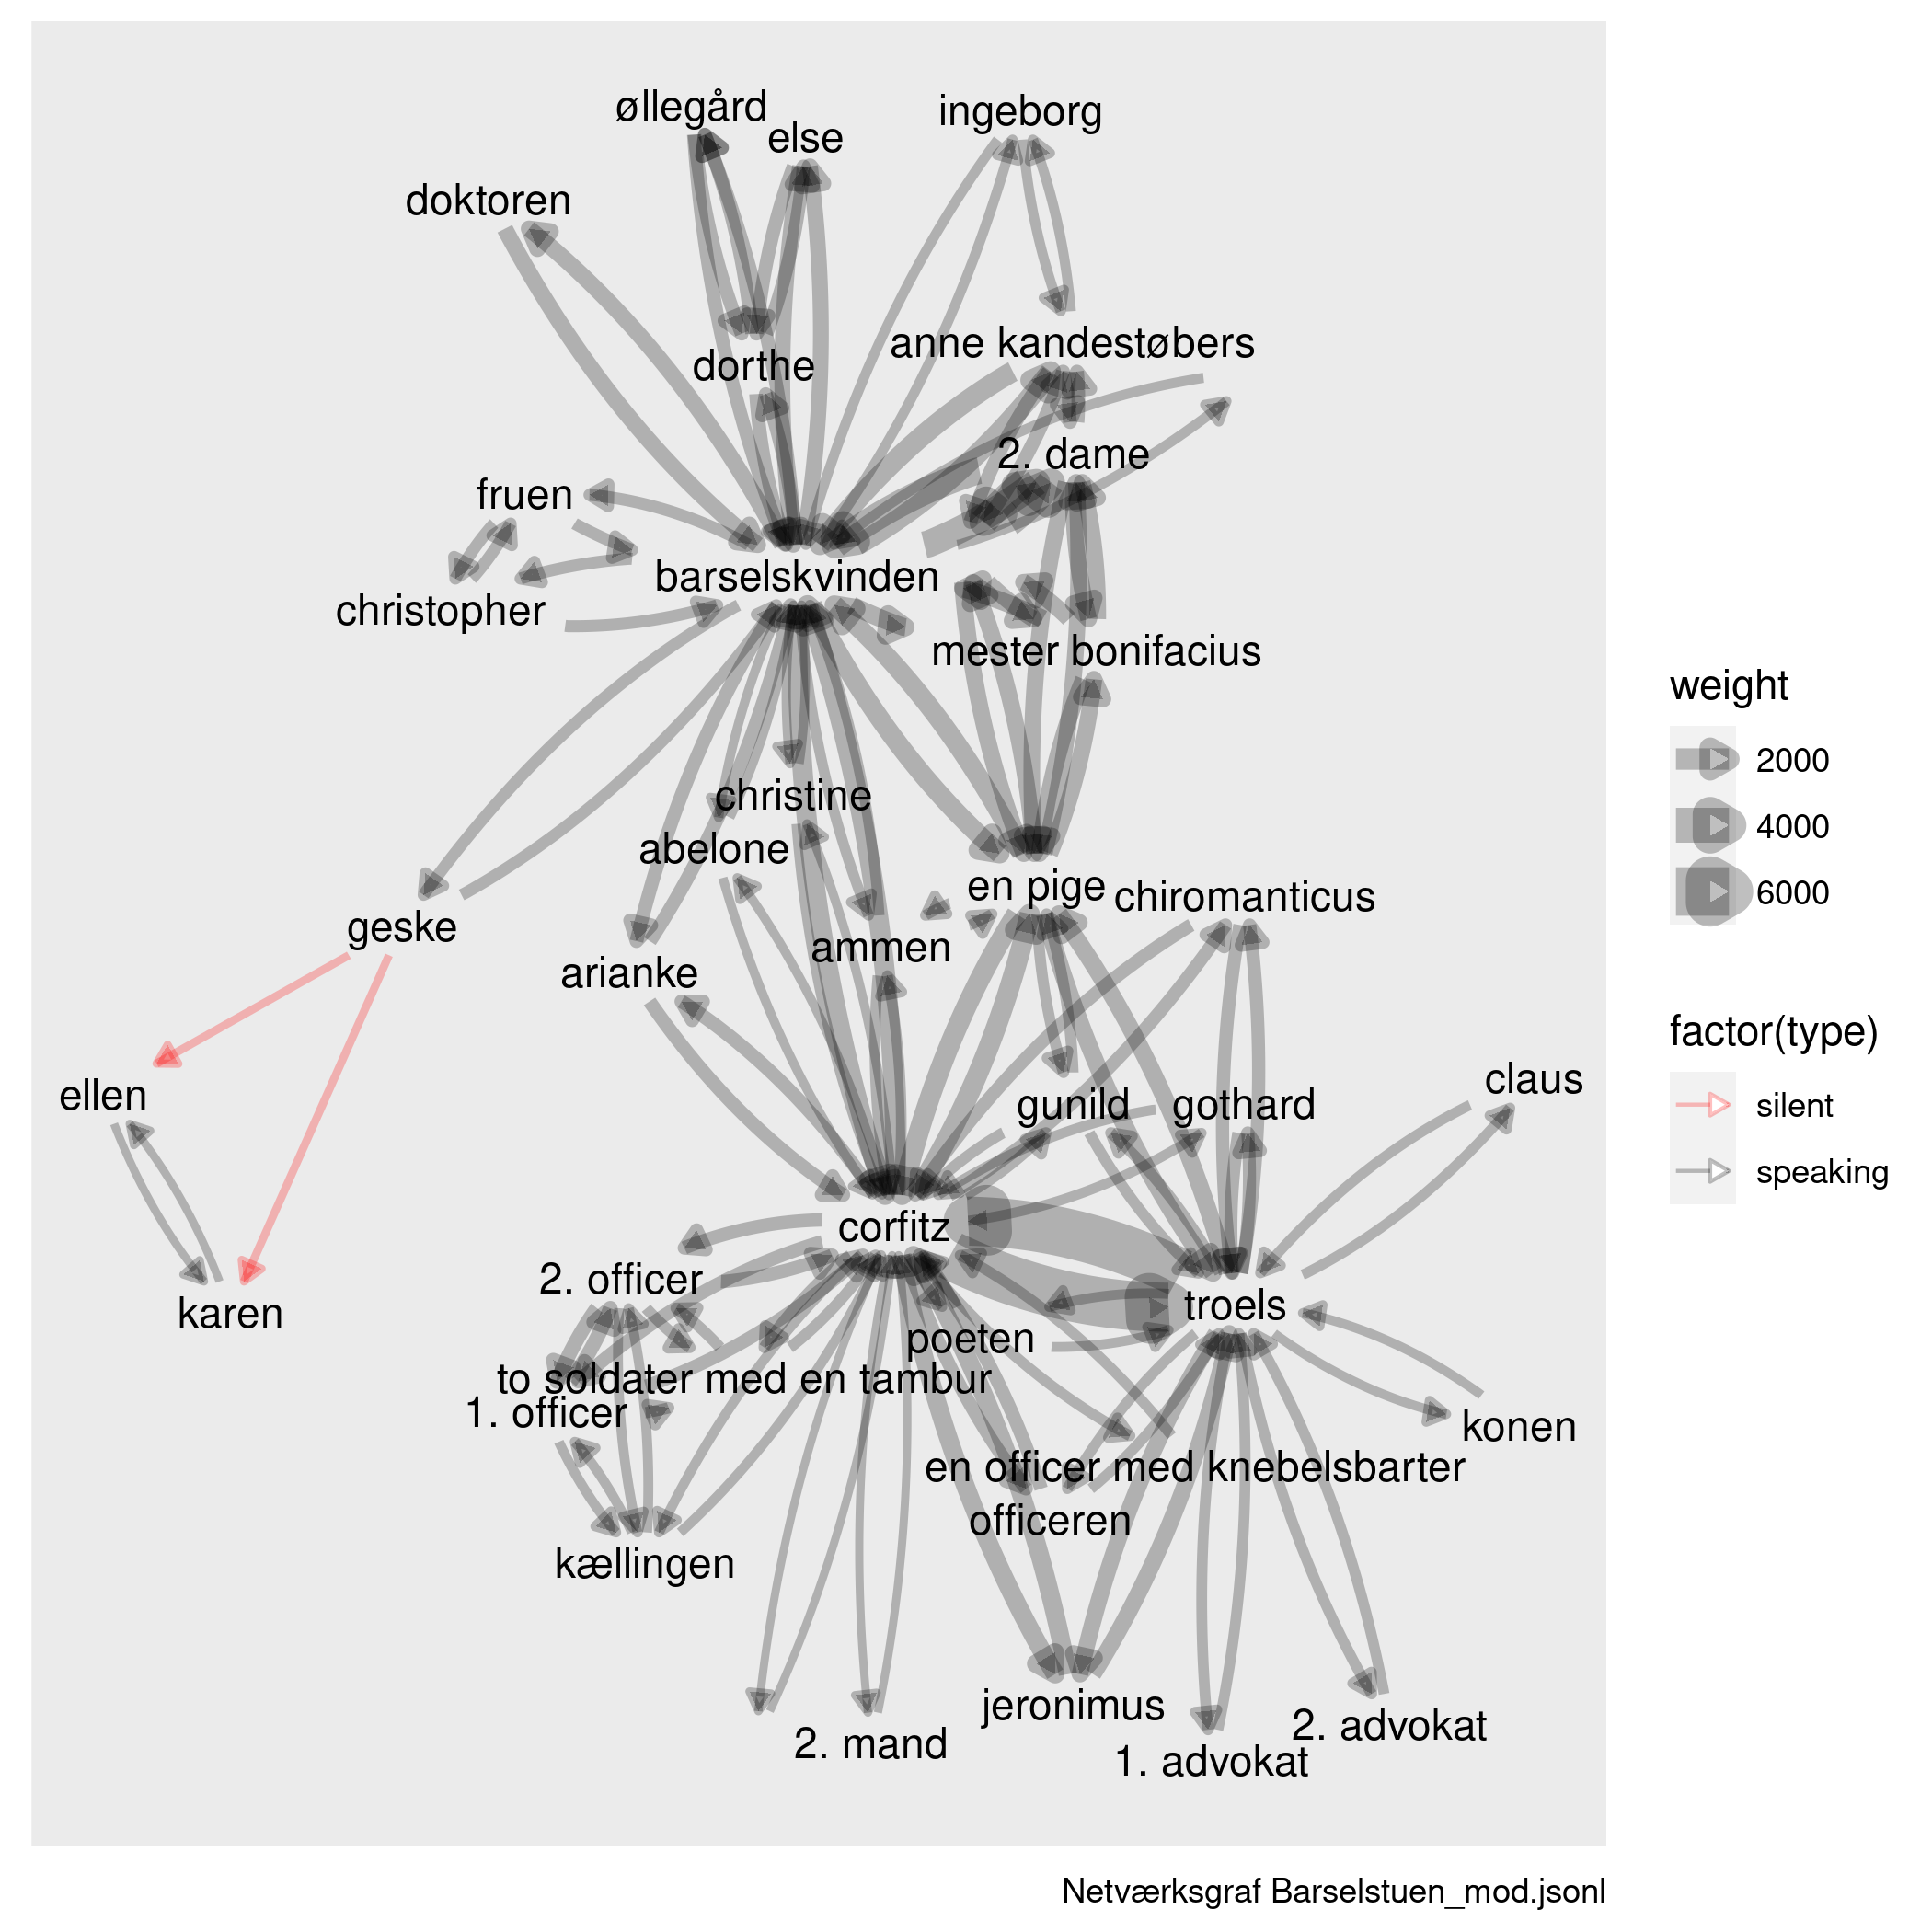 øllegård
ingeborg
else
doktoren
anne kandestøbers
dorthe
2. dame
fruen
barselskvinden
christopher
mester bonifacius
weight
2000
christine
4000
abelone
en pige
6000
chiromanticus
geske
ammen
arianke
factor(type)
claus
ellen
gunild
gothard
silent
speaking
corfitz
2. officer
troels
karen
poeten
to soldater med en tambur
1. officer
konen
en officer med knebelsbarter
officeren
kællingen
jeronimus
2. advokat
2. mand
1. advokat
Netværksgraf Barselstuen_mod.jsonl